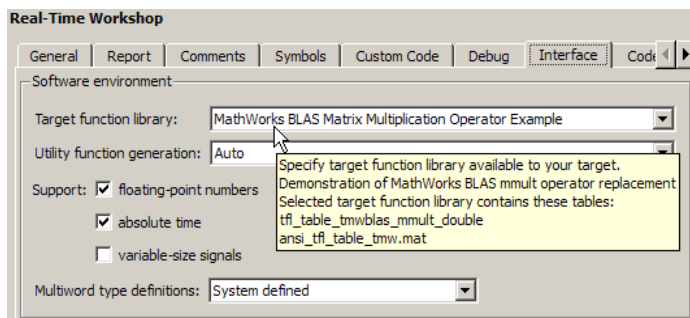 Real-Time Workshop
General Report Comments Symbols Custom Code Debug Interface Code
Software environment
Target function library: MathWorks BLAS Matrix Multiplication Operator Example
Utility function generation: Auto
Specify target function library available to your target.
Demonstration of MathWorks BLAS mmult operator replacement
Selected target function library contains these tables:
tfl_table_tmwblas_mmult_double
ansi_tfl_table_tmw.mat
Support: floating-point numbers
absolute time
variable-size signals
Multiword type definitions: System defined